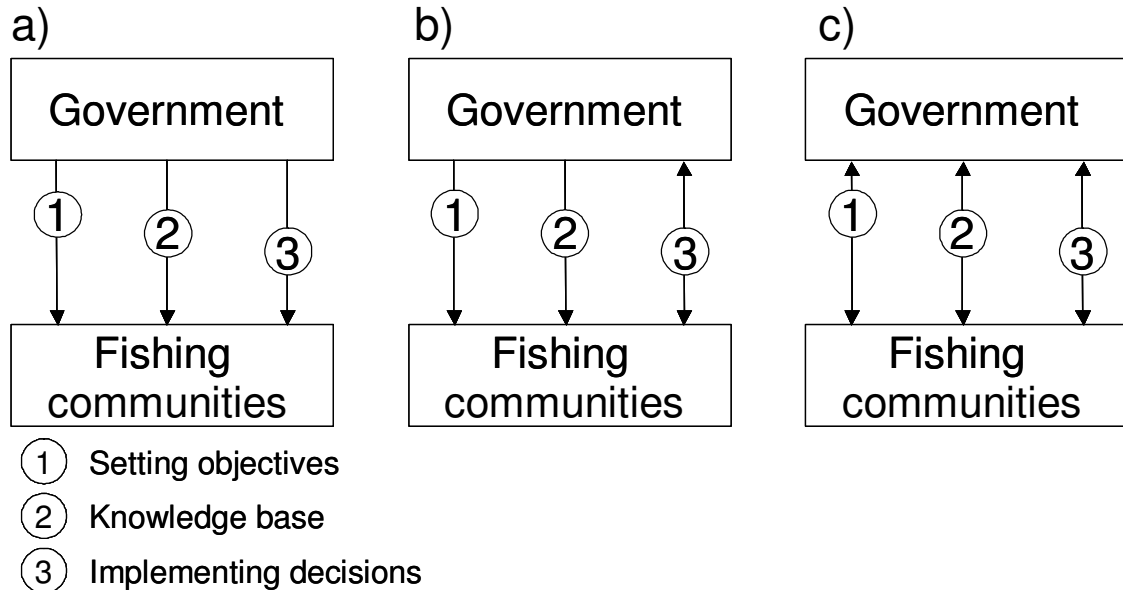 a)
Government
1
2
3
Fishing
communities
b)
Government
1
2
3
Fishing
communities
c)
Government
1
2
3
Fishing
communities
1 Setting objectives
2 Knowledge base
3 Implementing decisions